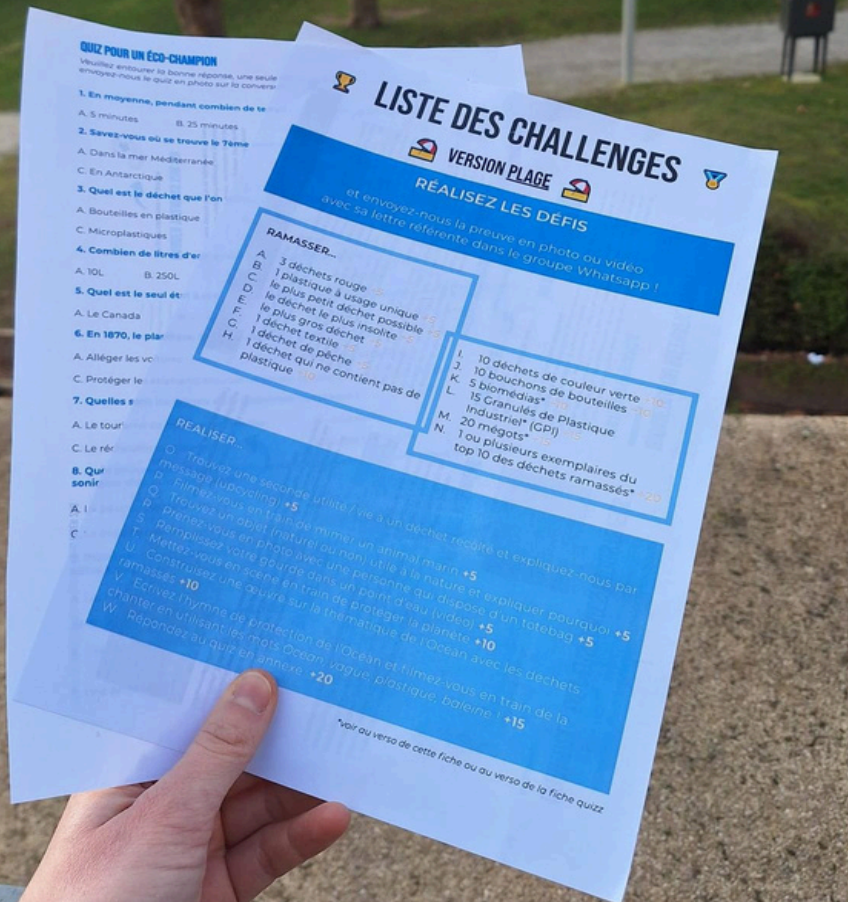 QUIZ POUR UN ÉCO-CHAMPION
Veuillez entourer la bonne réponse, une seule
envoyez-nous le quiz en photo sur la convers
1. En moyenne, pendant combien de te
A. 5 minutes B. 25 minutes
2. Savez-vous où se trouve le 7ème
A. Dans la mer Méditerranée
C. En Antarctique
3. Quel est le déchet que l'on
A. Bouteilles en plastique
C. Microplastiques
4. Combien de litres d'e
A. 10L B. 250L
5. Quel est le seul ét
A. Le Canada
6. En 1870, le plas
A. Alléger les vo
C. Protéger le
7. Quelles s
A. Le tour
C. Le réc
8. Que
sonir
A. l
C
LISTE DES CHALLENGES
VERSION PLAGE
RÉALISEZ LES DÉFIS
et envoyez-nous la preuve en photo ou vidéo
avec sa lettre référente dans le groupe Whatsapp !
RAMASSER...
A. 3 déchets rouge
B. 1 plastique à usage unique +5
C. le plus petit déchet possible
D. le déchet le plus insolite
E. le plus gros déchet
F. 1 déchet textile
G. 1 déchet de pêche
H. 1 déchet qui ne contient pas de
plastique +10
I. 10 déchets de couleur verte +10
J. 10 bouchons de bouteilles +10
K. 5 biomédias*
L. 15 Granulés de Plastique
Industriel* (GPI)
M. 20 mégots*
N. 1 ou plusieurs exemplaires du
top 10 des déchets ramassés* +20
REALISER...
O. Trouvez une seconde utilité / vie à un déchet récolté et expliquez-nous par
message (upcycling) +5
P. Filmez-vous en train de mimer un animal marin +5
Q. Trouvez un objet (naturel ou non) utile à la nature et expliquer pourquoi +5
R. Prenez-vous en photo avec une personne qui dispose d'un totebag +5
S. Remplissez votre gourde dans un point d'eau (vidéo) +5
T. Mettez-vous en scène en train de protéger la planète +10
U. Construisez une œuvre sur la thématique de l'Océan avec les déchets
ramassés +10
V. Ecrivez l'hymne de protection de l'Océan et filmez-vous en train de la
chanter en utilisant les mots Océan, vague, plastique, baleine ! +15
W. Répondez au quiz en annexe +20
*voir au verso de cette fiche ou au verso de la fiche quizz